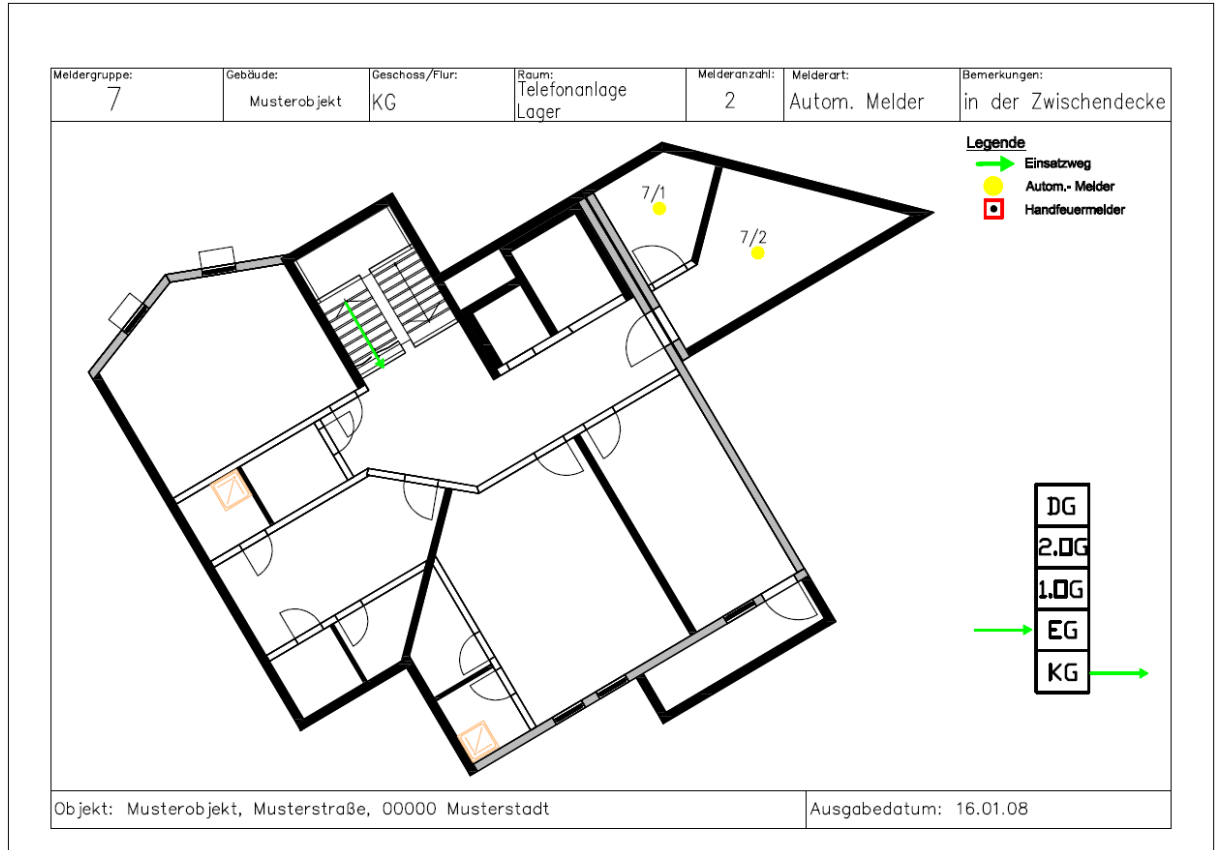 Meldergruppe:
7
Gebäude:
Musterobjekt
Geschoss/Flur:
KG
Raum:
Telefonanlage
Lager
Melderanzahl:
2
Melderart:
Autom. Melder
Bemerkungen:
in der Zwischendecke
Legende
Einsatzweg
Autom.- Melder
Handfeuermelder
7/1
7/2
DG
2.OG
1.OG
EG
KG
Objekt: Musterobjekt, Musterstraße, 00000 Musterstadt
Ausgabedatum: 16.01.08